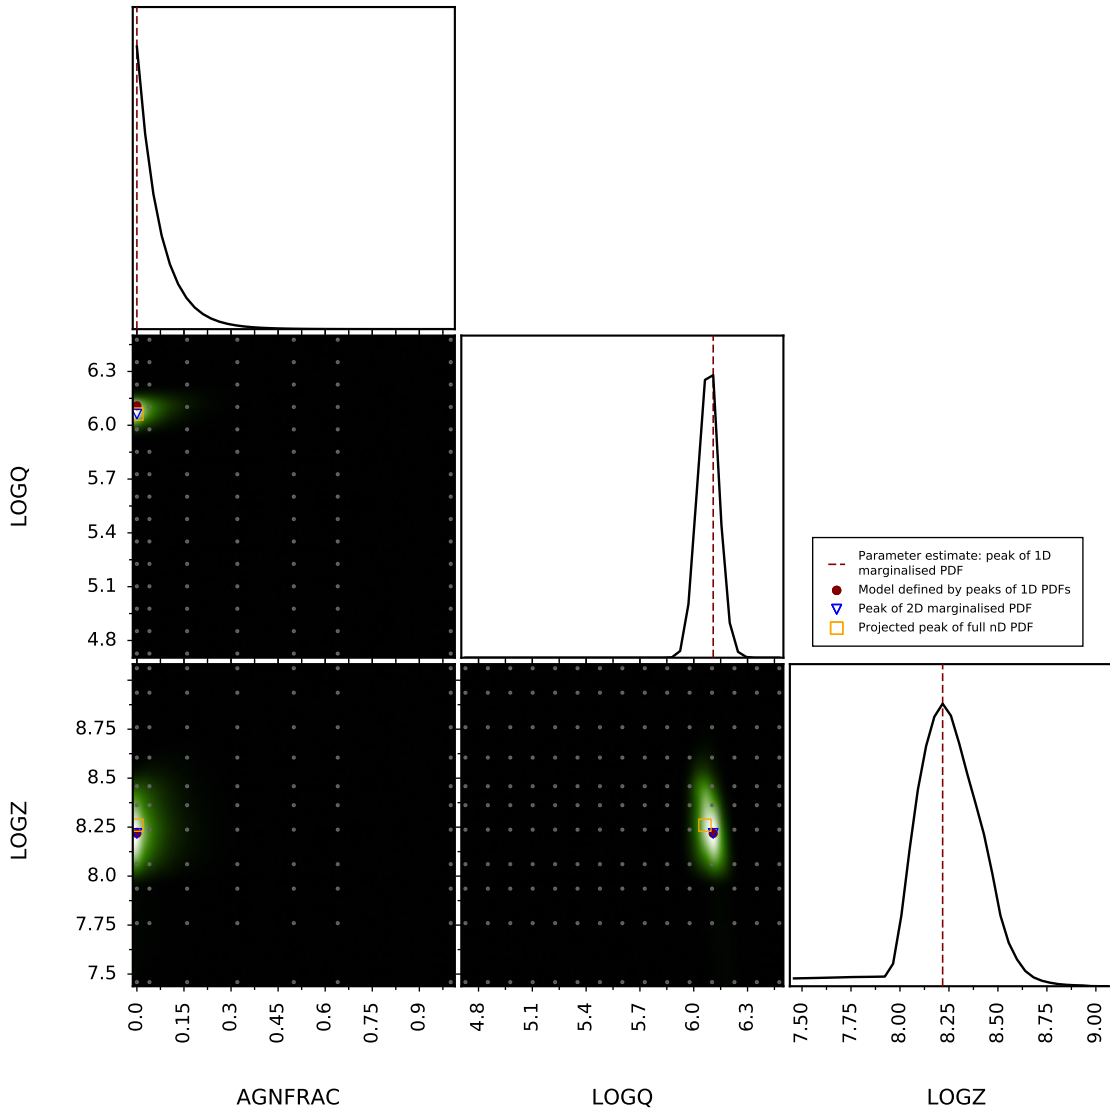 6.3
6.0
5.7
5.4
5.1
4.8
LOGQ
Parameter estimate: peak of 1D
marginalised PDF
Model defined by peaks of 1D PDFs
Peak of 2D marginalised PDF
Projected peak of full nD PDF
8.75
8.5
8.25
8.0
7.75
7.5
LOGZ
0.0 0.15 0.3 0.45 0.6 0.75 0.9
4.8 5.1 5.4 5.7 6.0 6.3
7.50 7.75 8.00 8.25 8.50 8.75 9.00
AGNFRAC
LOGQ
LOGZ